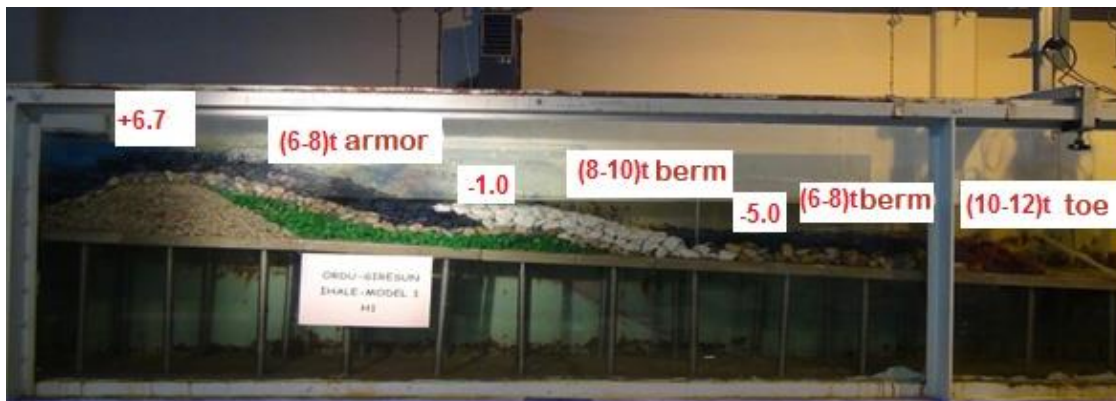 +6.7
(6-8)t armor
-1.0
(8-10)t berm
-5.0
(6-8)tberm
(10-12)t toe
ORDU-GIRESUN
IHALE-MODEL 1
H1